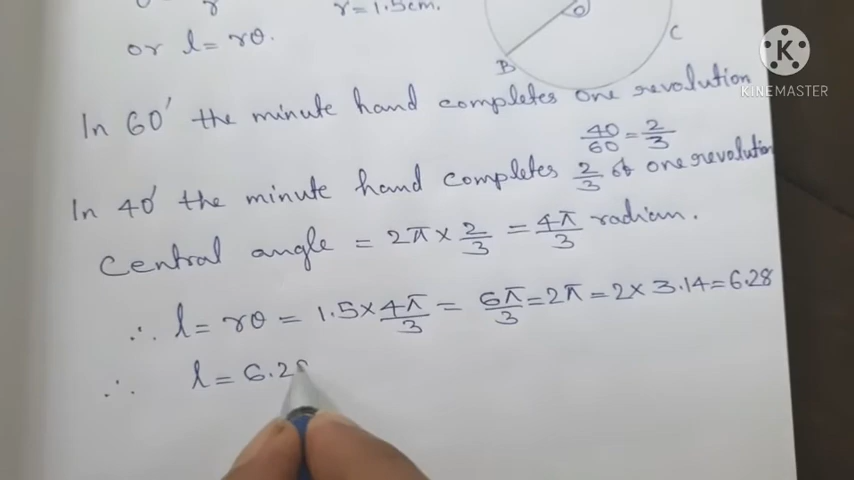 r = 1.5cm.
or l = rθ.
O
B
C
K
KINEMASTER
In 60' the minute hand completes one revolution
40/60 = 2/3
In 40' the minute hand completes 2/3 of one revolution
Central angle = 2π × 2/3 = 4π/3 radian.
∴ l = rθ = 1.5 × 4π/3 = 6π/3 = 2π = 2 × 3.14 = 6.28
∴ l = 6.28